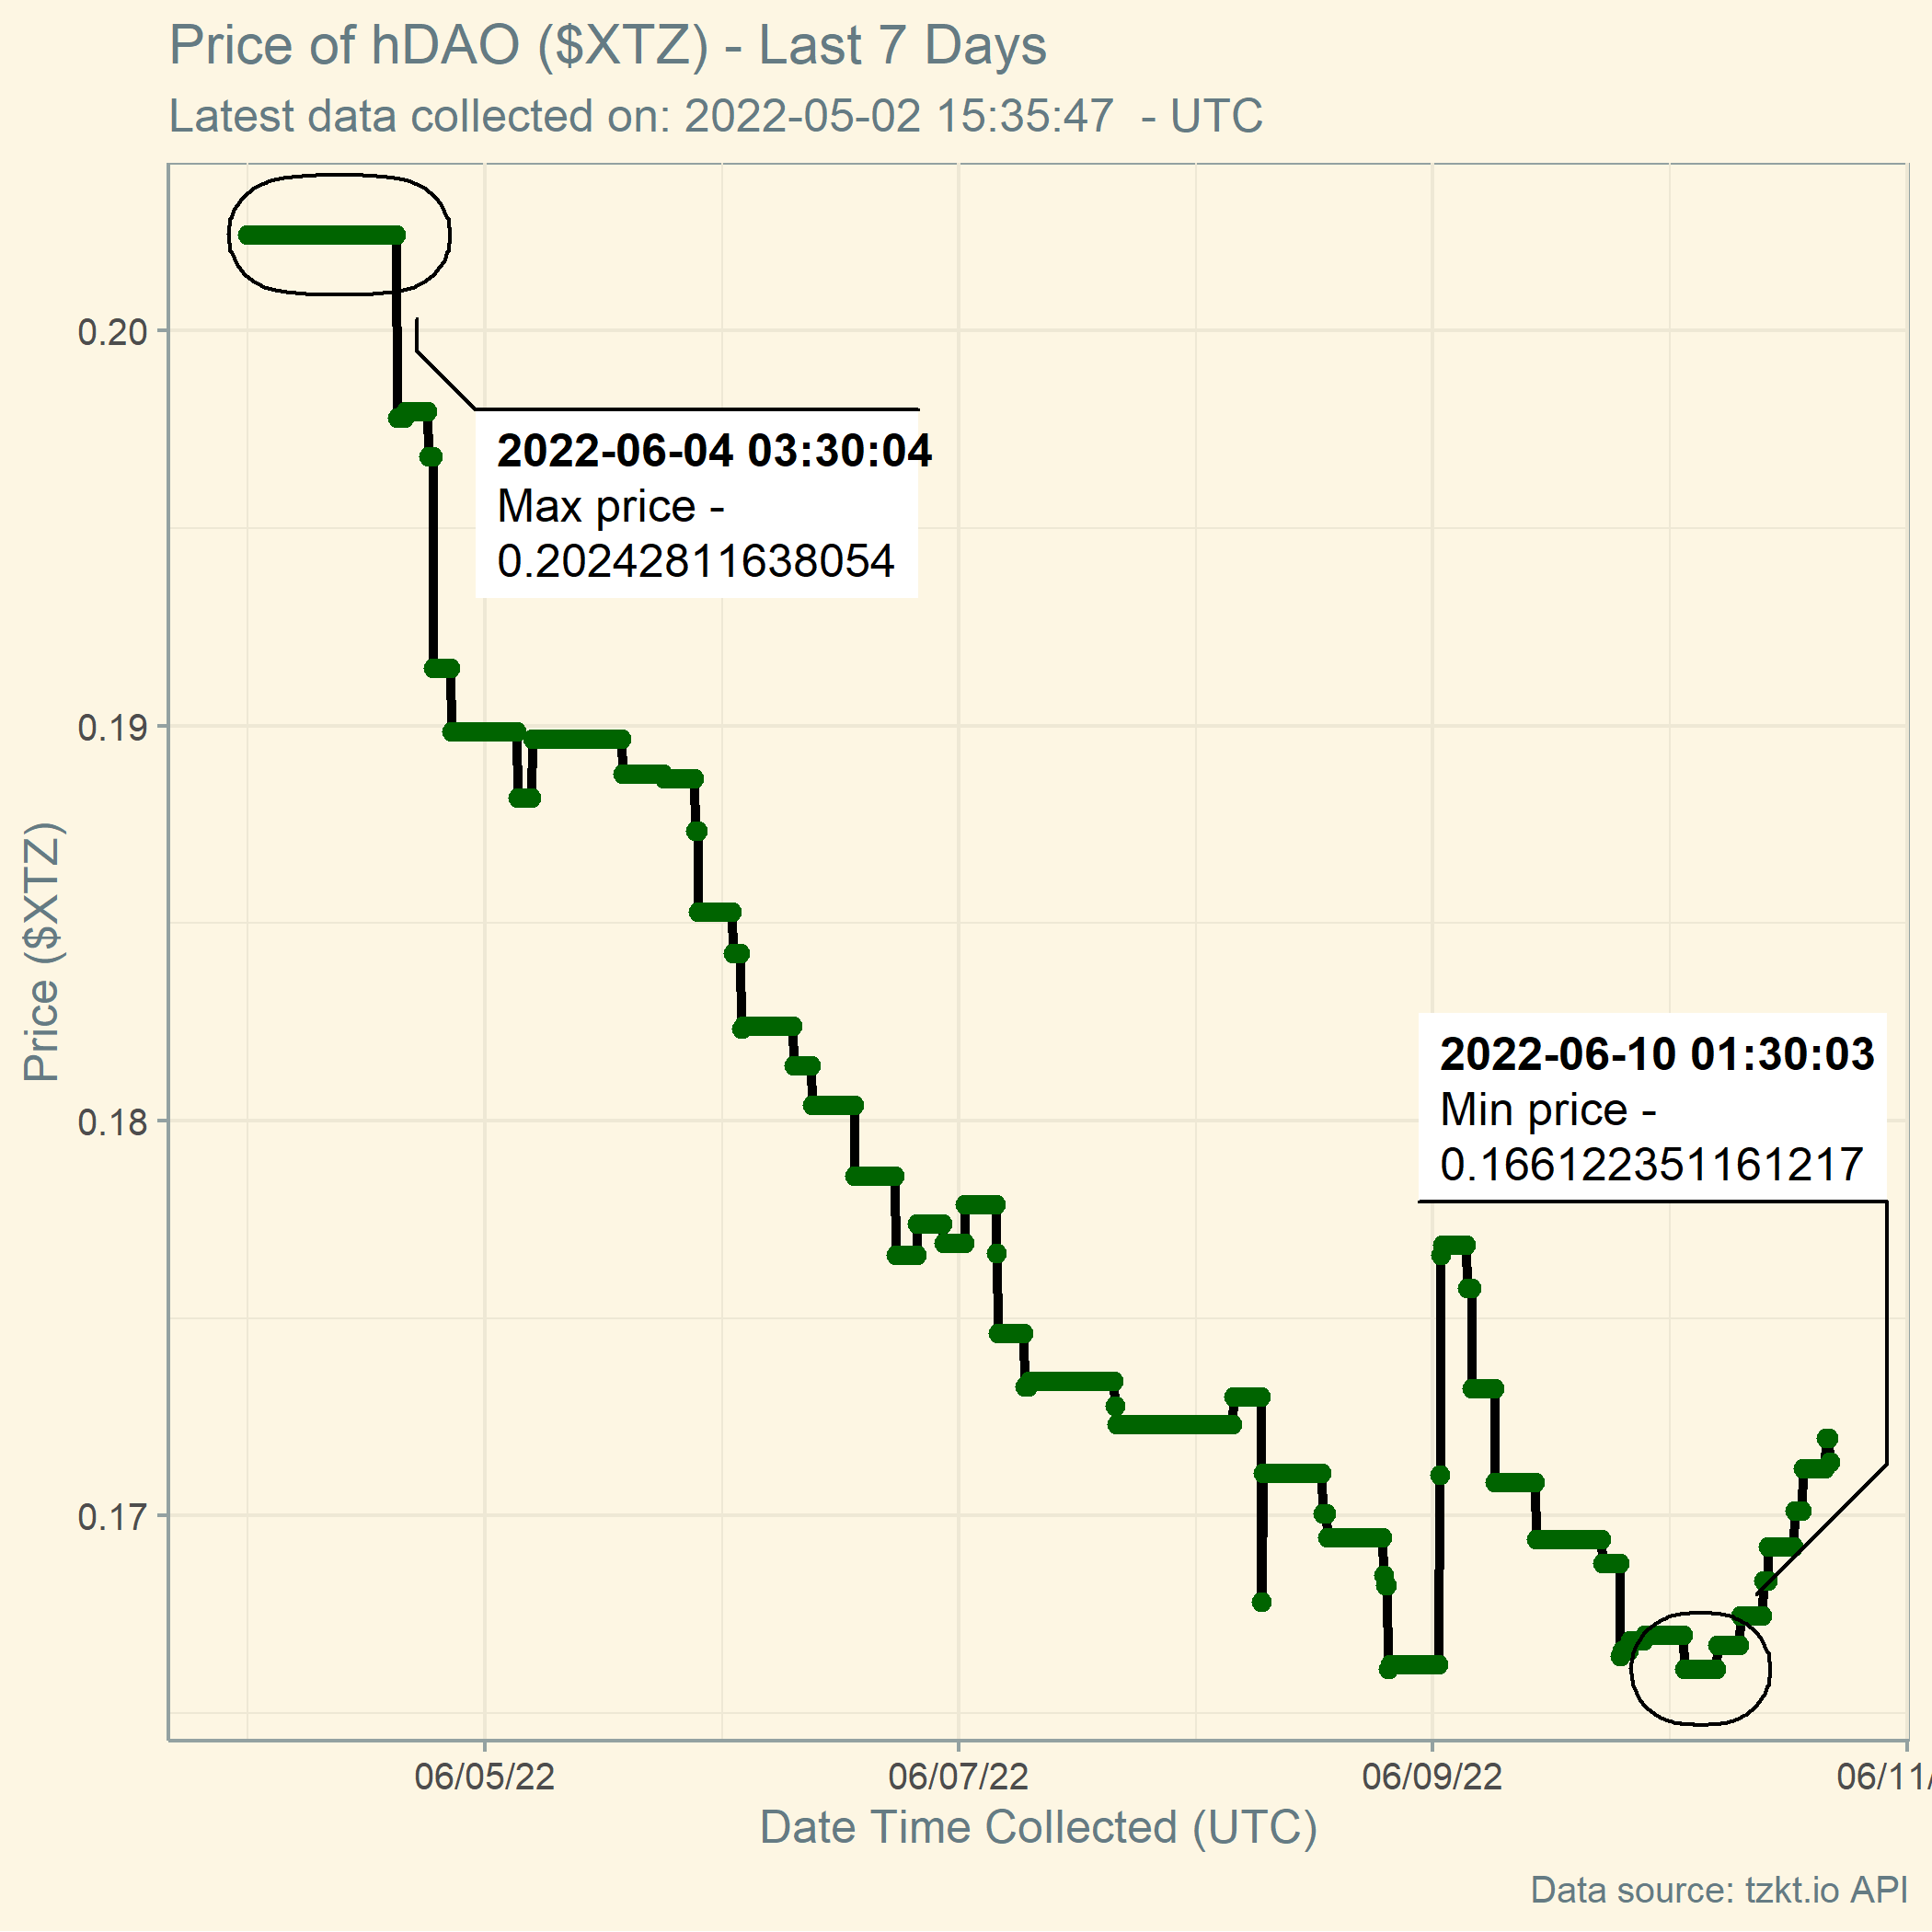 Price of hDAO ($XTZ) - Last 7 Days
Latest data collected on: 2022-05-02 15:35:47 - UTC
0.20
2022-06-04 03:30:04
Max price -
0.20242811638054
0.19
Price ($XTZ)
2022-06-10 01:30:03
Min price -
0.166122351161217
0.18
0.17
06/05/22
06/07/22
06/09/22
06/11/
Date Time Collected (UTC)
Data source: tzkt.io API